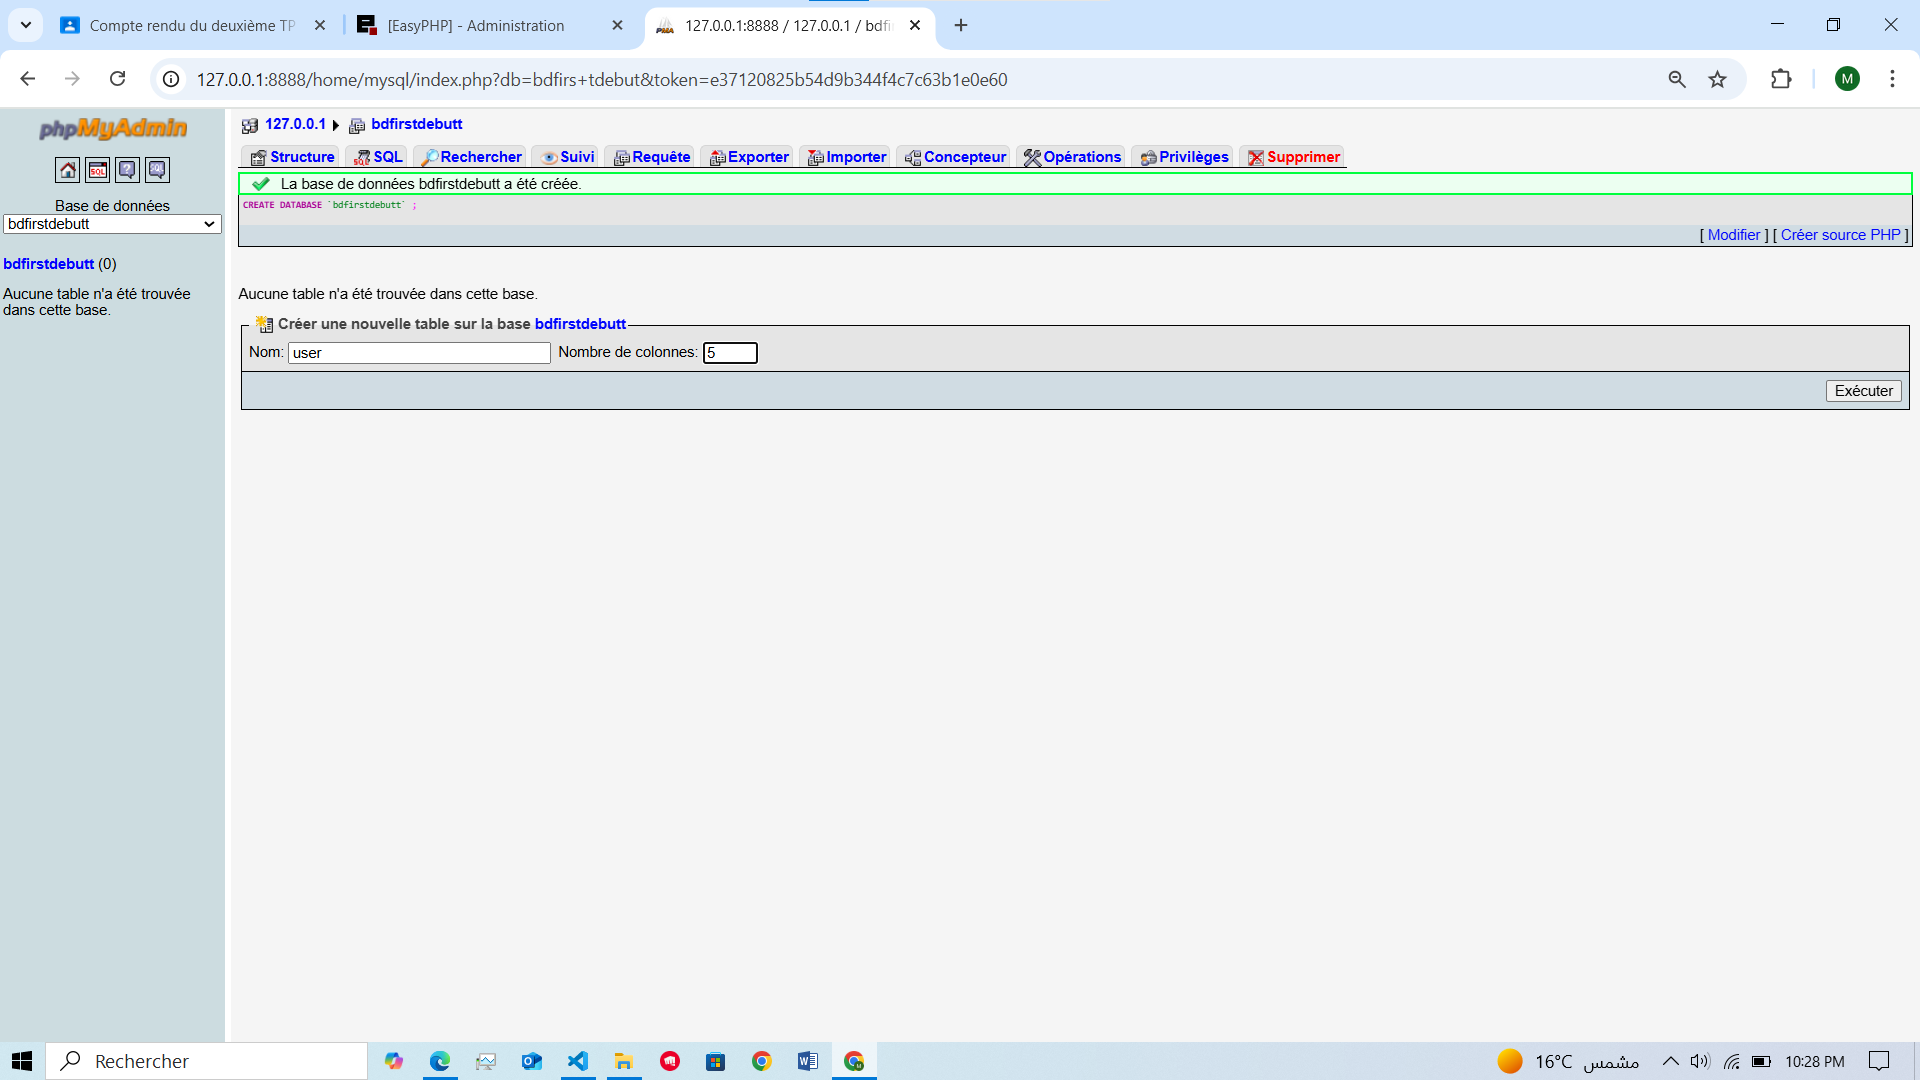 Compte rendu du deuxième TP
[EasyPHP] - Administration
127.0.0.1:8888 / 127.0.0.1 / bdfi
127.0.0.1:8888/home/mysql/index.php?db=bdfirs+tdebut&token=e37120825b54d9b344f4c7c63b1e0e60
M
phpMyAdmin
SQL
Base de données
bdfirstdebutt
bdfirstdebutt (0)
Aucune table n'a été trouvée
dans cette base.
127.0.0.1 bdfirstdebutt
Structure SQL Rechercher Suivi Requête Exporter Importer Concepteur Opérations Privilèges Supprimer
La base de données bdfirstdebutt a été créée.
CREATE DATABASE `bdfirstdebutt` ;
[ Modifier ] [ Créer source PHP ]
Aucune table n'a été trouvée dans cette base.
Créer une nouvelle table sur la base bdfirstdebutt
Nom: user Nombre de colonnes: 5
Exécuter
Rechercher
16°C مشمس
10:28 PM